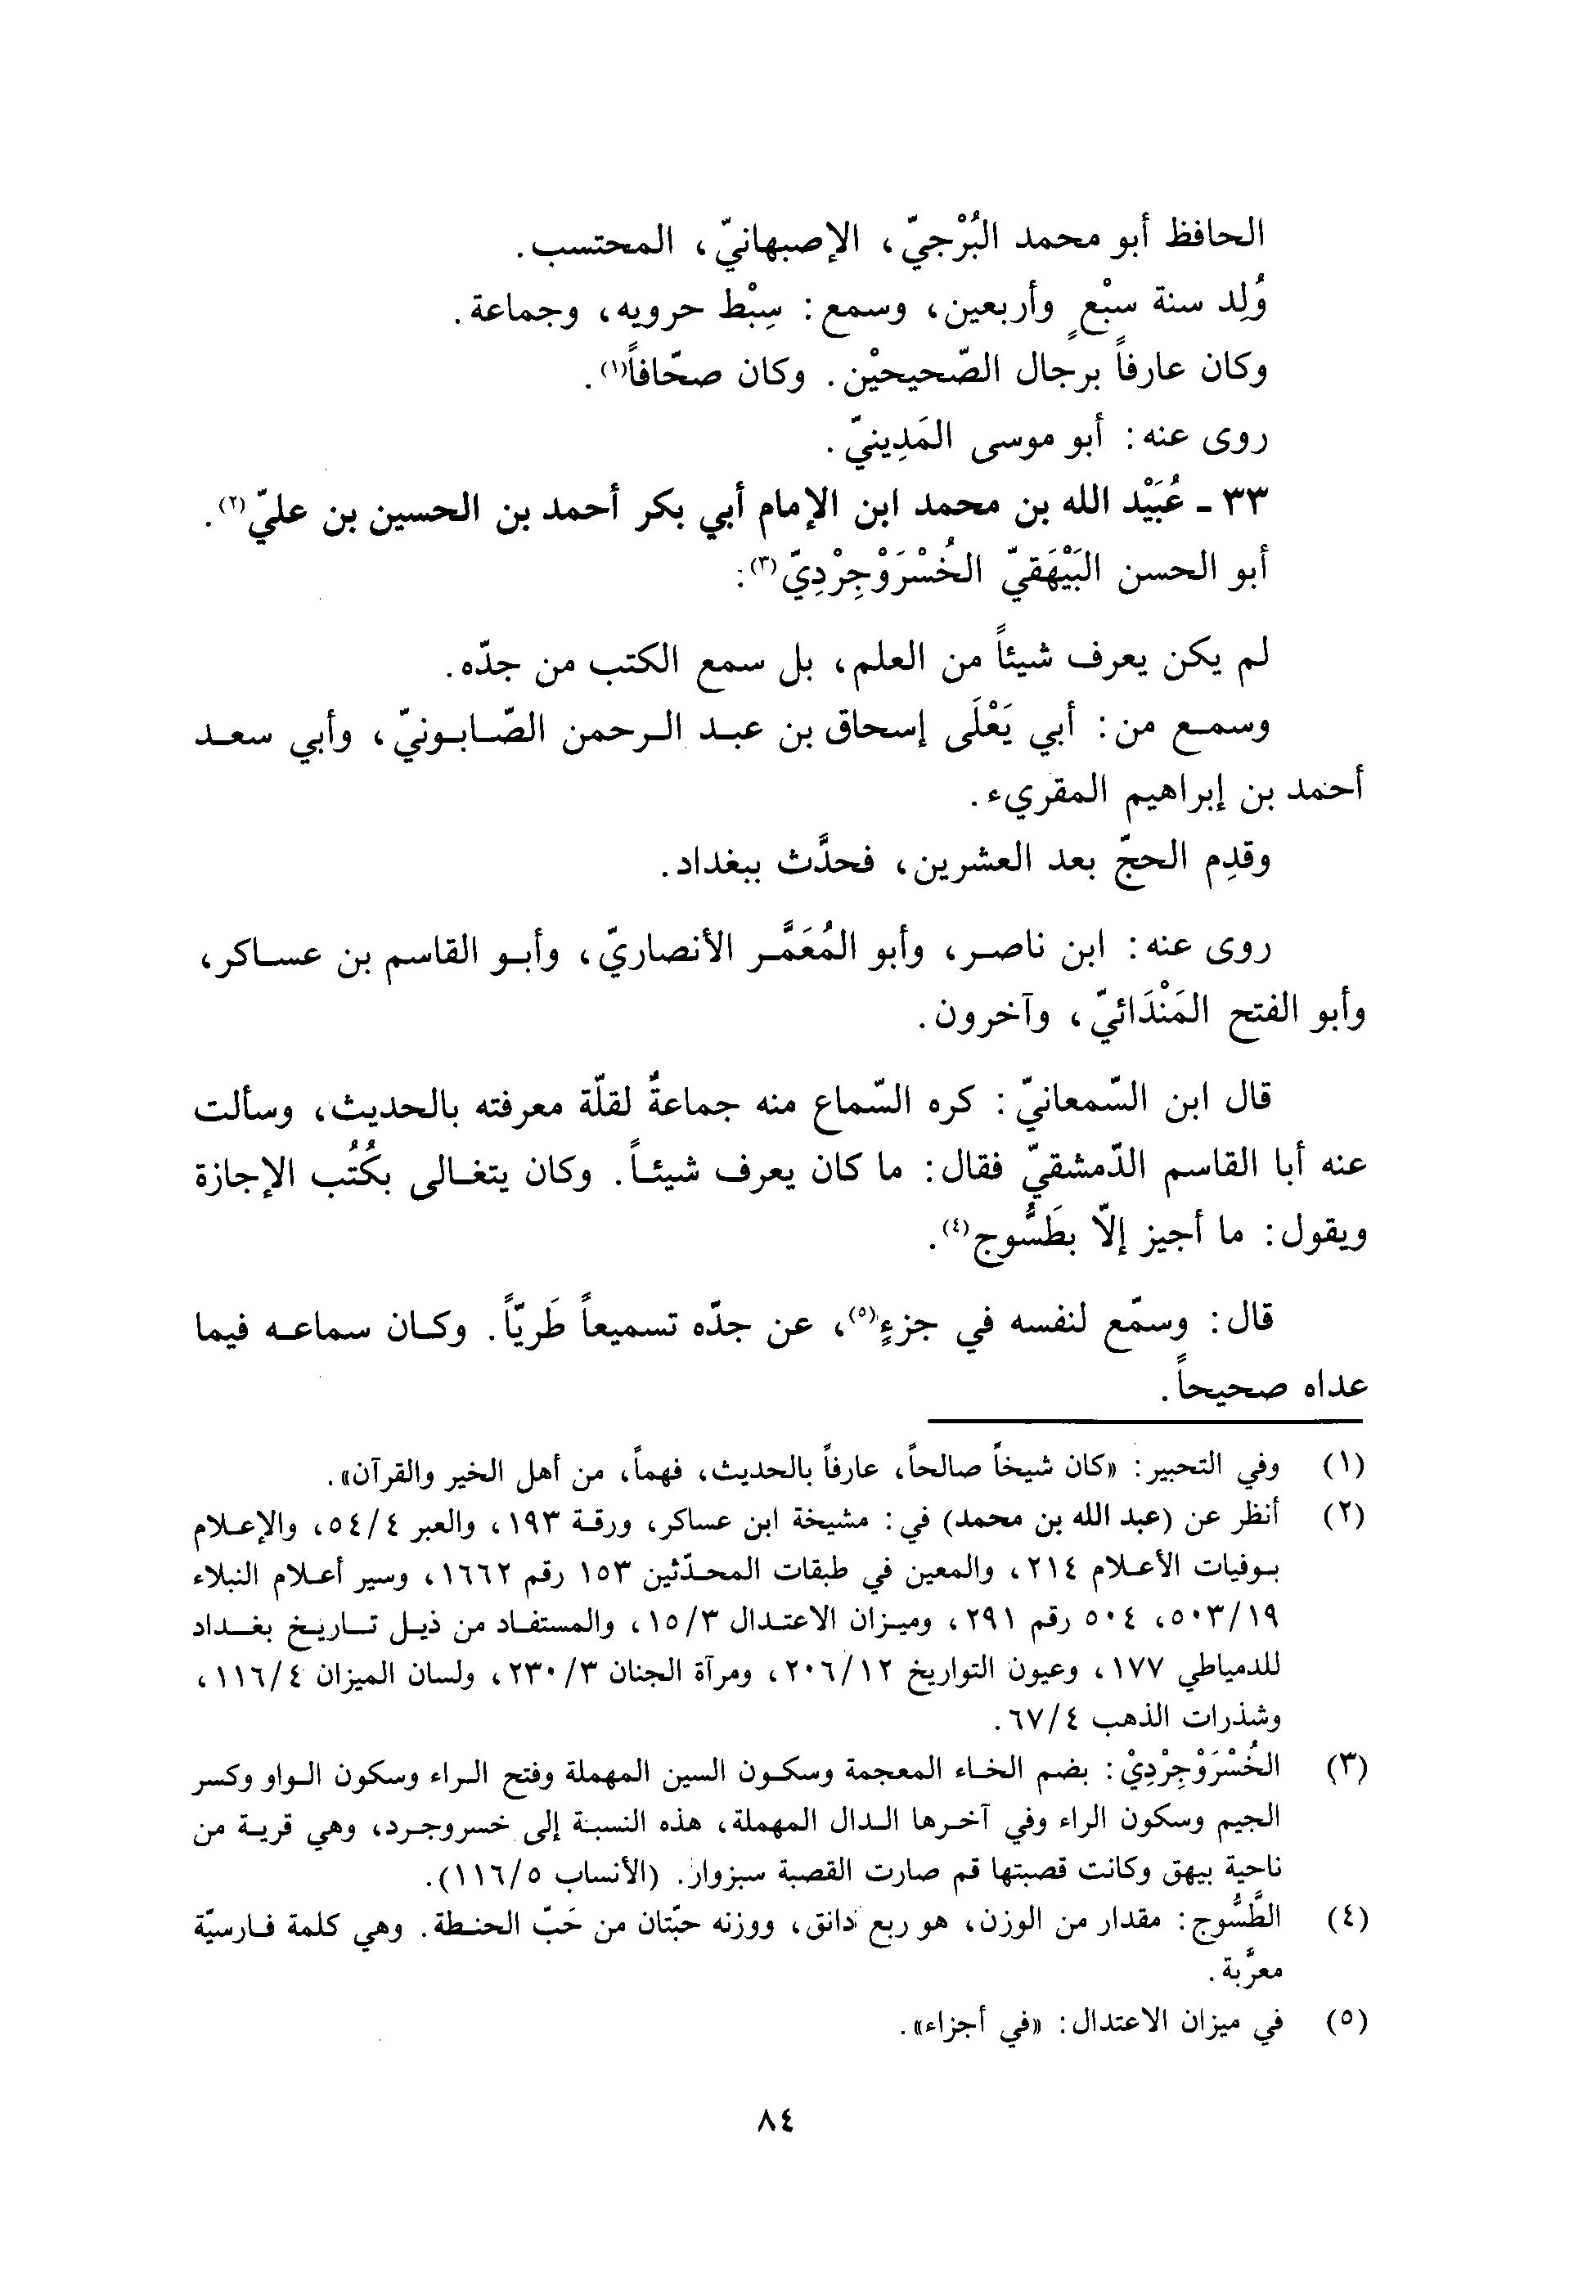 الحافظ أبو محمد البُرْجيّ، الإصبهانيّ، المحتسب.
وُلِد سنة سبْعٍ وأربعين، وسمع: سِبْط حرويه، وجماعة.
وكان عارفاً برجال الصّحيحيْن. وكان صحّافاً(١).
روى عنه: أبو موسى المَدِينيّ.
٣٣ ـ عُبَيْد الله بن محمد ابن الإمام أبي بكر أحمد بن الحسين بن عليّ(٢).
أبو الحسن البَيْهَقيّ الخُسْرَوْجِرْدِيّ(٣):
لم يكن يعرف شيئاً من العلم، بل سمع الكتب من جدّه.
وسمع من: أبي يَعْلَى إسحاق بن عبد الرحمن الصّابونيّ، وأبي سعد
أحمد بن إبراهيم المقريء.
وقدِم الحجّ بعد العشرين، فحدَّث ببغداد.
روى عنه: ابن ناصر، وأبو المُعَمَّر الأنصاريّ، وأبو القاسم بن عساكر،
وأبو الفتح المَنْدَائيّ، وآخرون.
قال ابن السّمعانيّ: كره السّماع منه جماعةٌ لقلّة معرفته بالحديث، وسألت
عنه أبا القاسم الدّمشقيّ فقال: ما كان يعرف شيئاً. وكان يتغالى بكُتُب الإجازة
ويقول: ما أجيز إلّا بطَسُّوج(٤).
قال: وسمّع لنفسه في جزءٍ(٥)، عن جدّه تسميعاً طَريّاً. وكان سماعه فيما
عداه صحيحاً.
(١) وفي التحبير: «كان شيخاً صالحاً، عارفاً بالحديث، فهماً، من أهل الخير والقرآن».
(٢) أنظر عن (عبد الله بن محمد) في: مشيخة ابن عساكر، ورقة ١٩٣، والعبر ٥٤/٤، والإعلام
بوفيات الأعلام ٢١٤، والمعين في طبقات المحدّثين ١٥٣ رقم ١٦٦٢، وسير أعلام النبلاء
٥٠٣/١٩، ٥٠٤ رقم ٢٩١، وميزان الاعتدال ١٥/٣، والمستفاد من ذيل تاريخ بغداد
للدمياطي ١٧٧، وعيون التواريخ ٢٠٦/١٢، ومرآة الجنان ٢٣٠/٣، ولسان الميزان ١١٦/٤،
وشذرات الذهب ٦٧/٤.
(٣) الخُسْرَوْجِرْدِيْ: بضم الخاء المعجمة وسكون السين المهملة وفتح الراء وسكون الواو وكسر
الجيم وسكون الراء وفي آخرها الدال المهملة، هذه النسبة إلى خسروجرد، وهي قرية من
ناحية بيهق وكانت قصبتها قم صارت القصبة سبزوار. (الأنساب ١١٦/٥).
(٤) الطَّسُّوج: مقدار من الوزن، هو ربع دانق، ووزنه حبّتان من حَبّ الحنطة. وهي كلمة فارسيّة
معرَّبة.
(٥) في ميزان الاعتدال: «في أجزاء».
٨٤